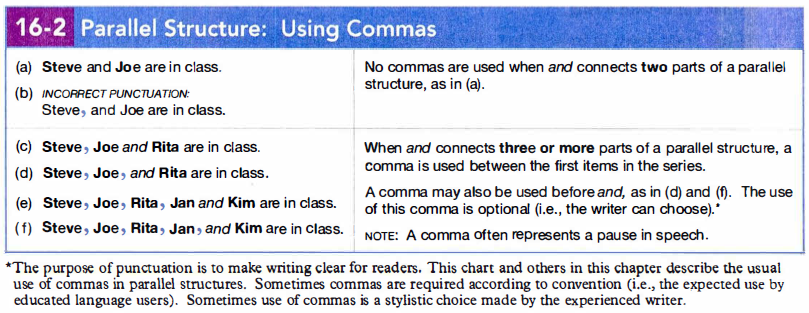 16-2 Parallel Structure: Using Commas
(a) Steve and Joe are in class.
(b) INCORRECT PUNCTUATION:
Steve, and Joe are in class.
No commas are used when and connects two parts of a parallel
structure, as in (a).
(c) Steve, Joe and Rita are in class.
(d) Steve, Joe, and Rita are in class.
(e) Steve, Joe, Rita, Jan and Kim are in class.
(f) Steve, Joe, Rita, Jan, and Kim are in class.
When and connects three or more parts of a parallel structure, a
comma is used between the first items in the series.
A comma may also be used before and, as in (d) and (f). The use
of this comma is optional (i.e., the writer can choose).*
NOTE: A comma often represents a pause in speech.
*The purpose of punctuation is to make writing clear for readers. This chart and others in this chapter describe the usual
use of commas in parallel structures. Sometimes commas are required according to convention (i.e., the expected use by
educated language users). Sometimes use of commas is a stylistic choice made by the experienced writer.